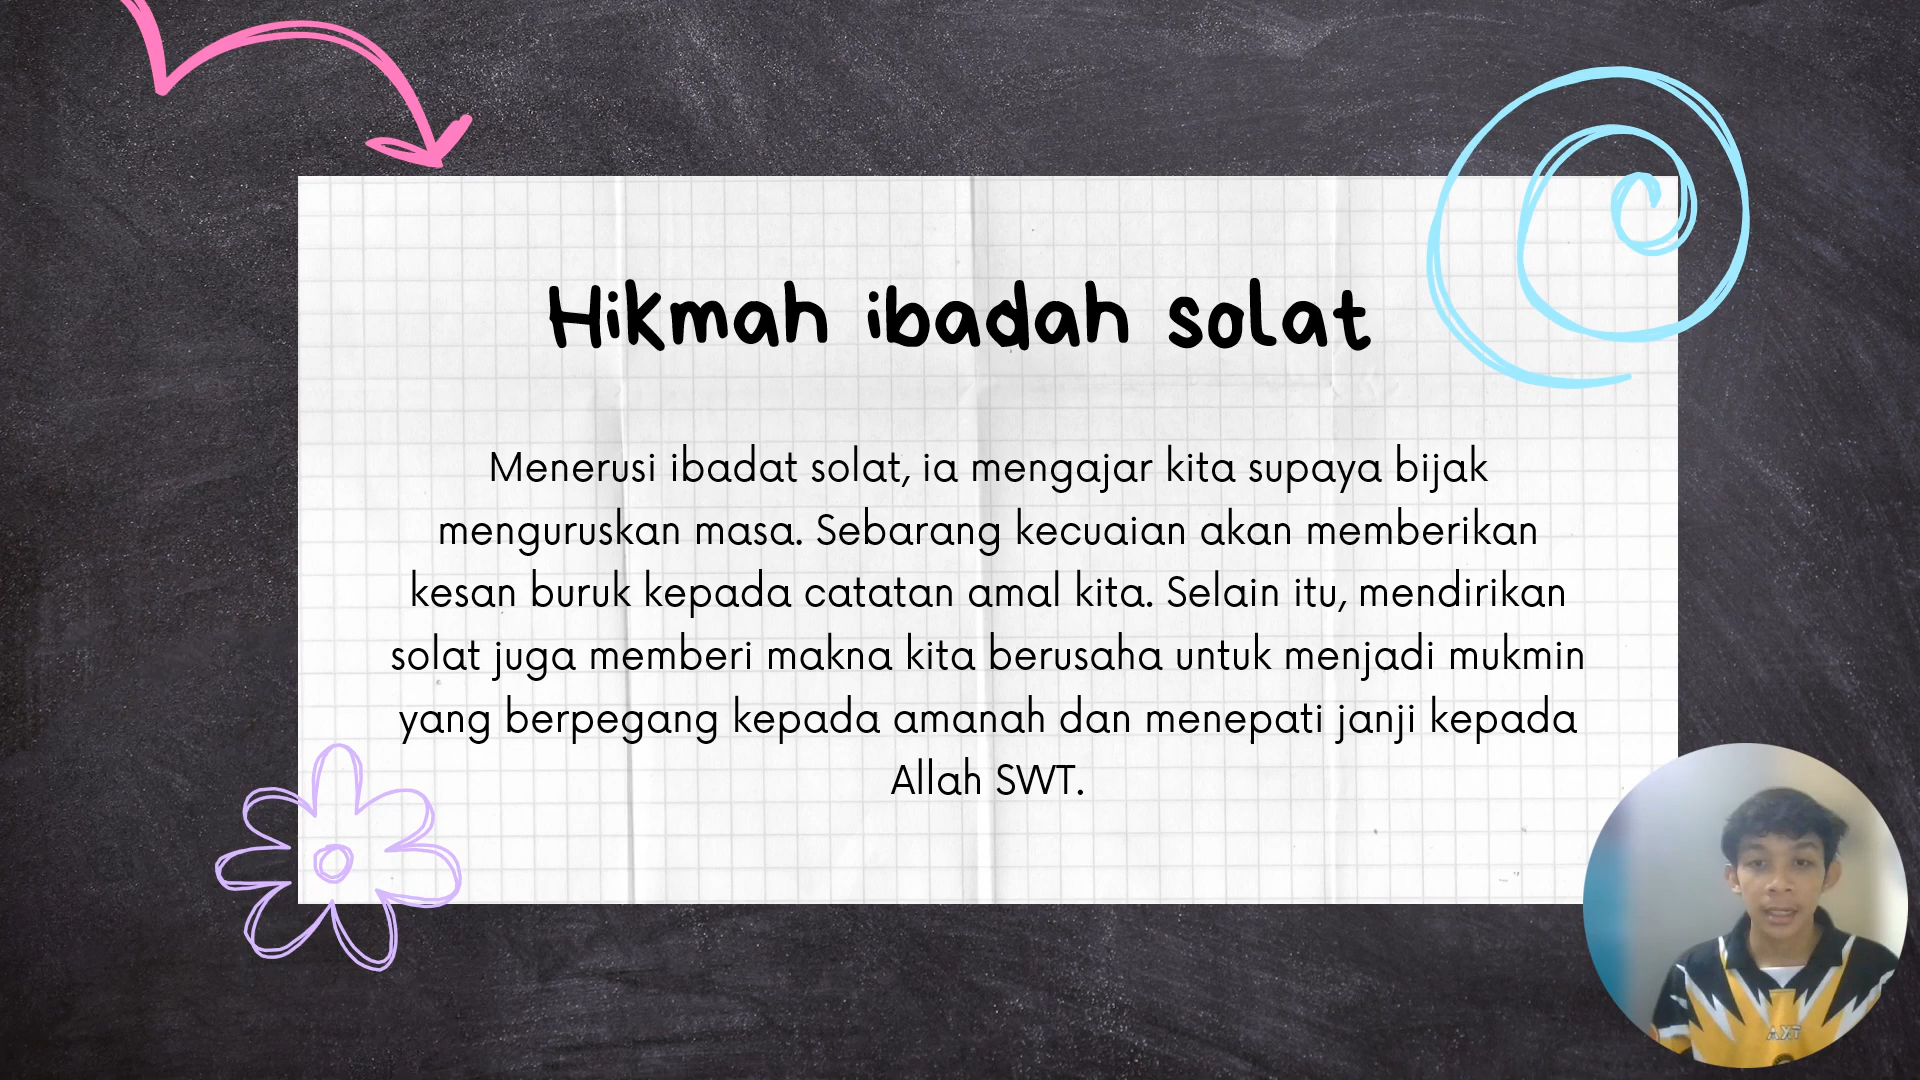 Hikmah ibadah solat
Menerusi ibadat solat, ia mengajar kita supaya bijak
menguruskan masa. Sebarang kecuaian akan memberikan
kesan buruk kepada catatan amal kita. Selain itu, mendirikan
solat juga memberi makna kita berusaha untuk menjadi mukmin
yang berpegang kepada amanah dan menepati janji kepada
Allah SWT.
AXT